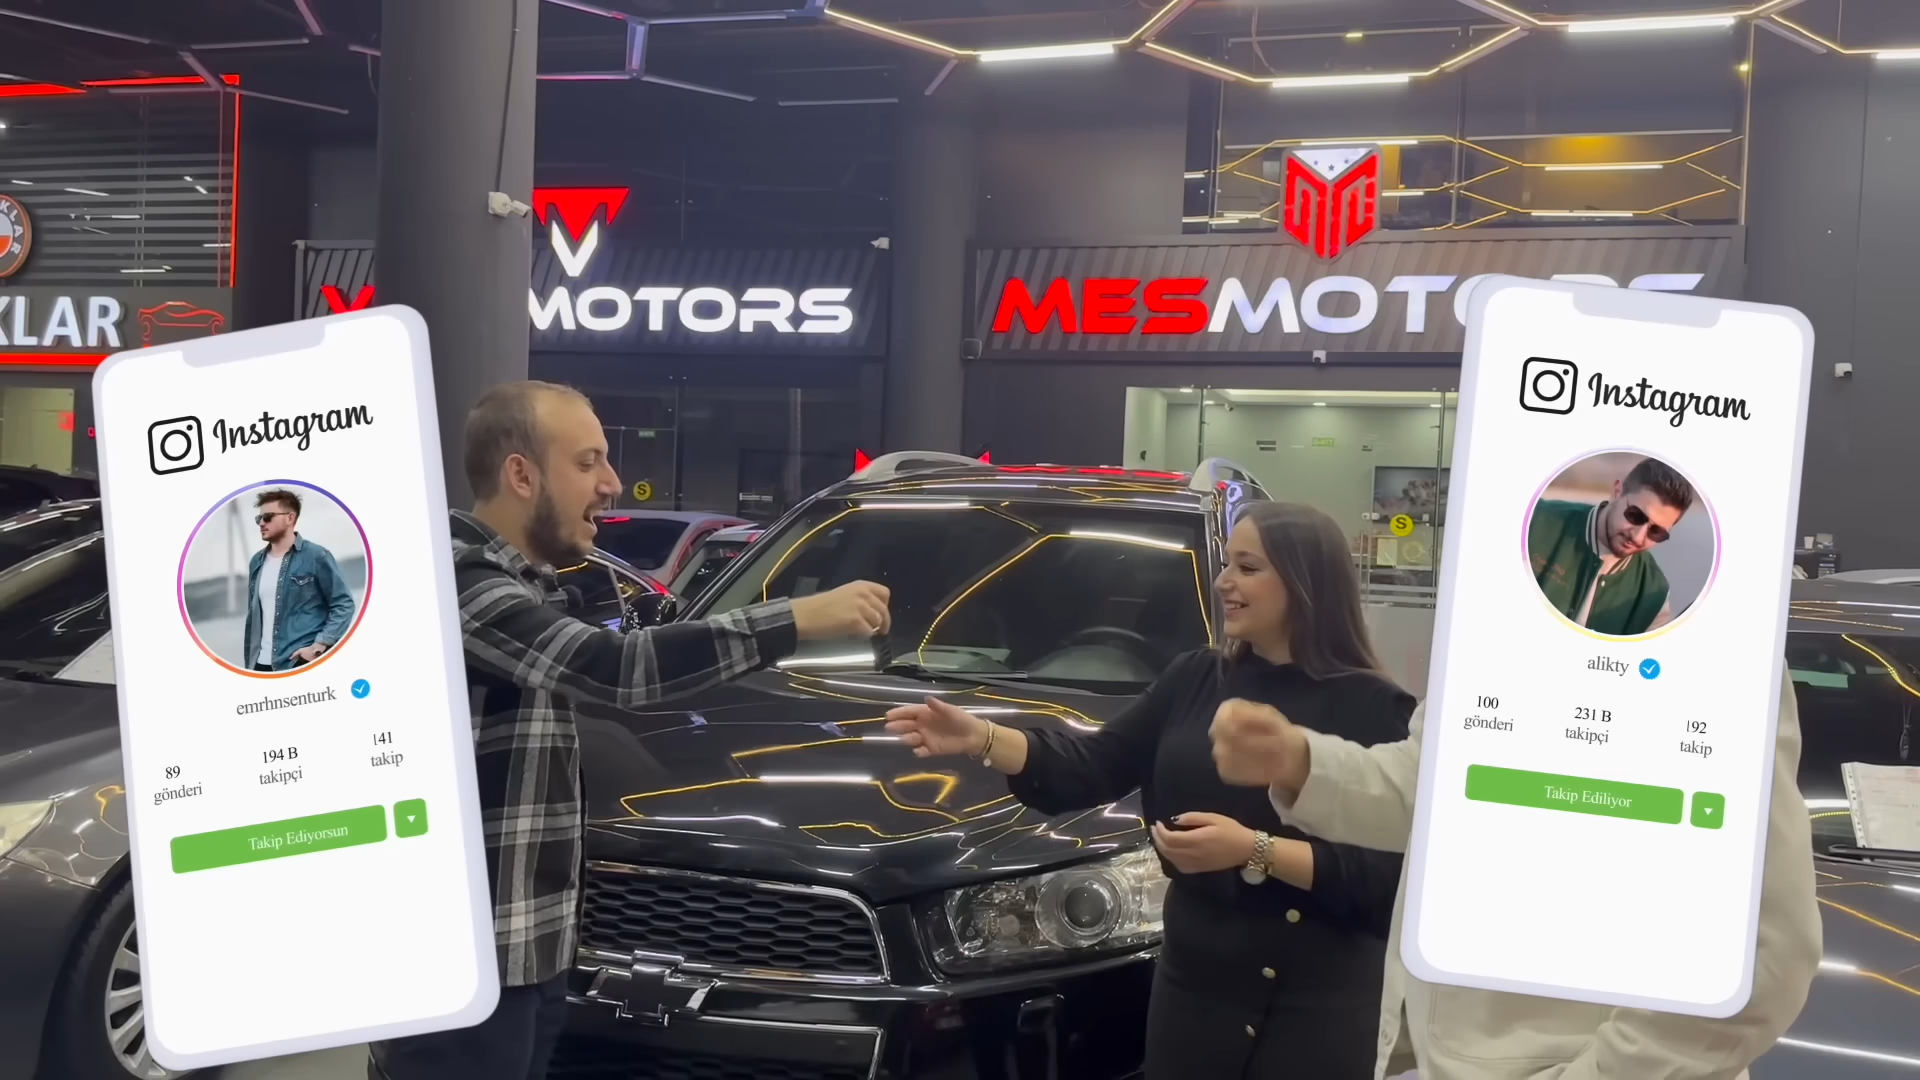 KLAR
MOTORS
MESMOTORS
Instagram
emrhnsenturk
89
gönderi
194 B
takipçi
141
takip
Takip Ediyorsun
Instagram
alikty
100
gönderi
231 B
takipçi
192
takip
Takip Ediliyor
S
S